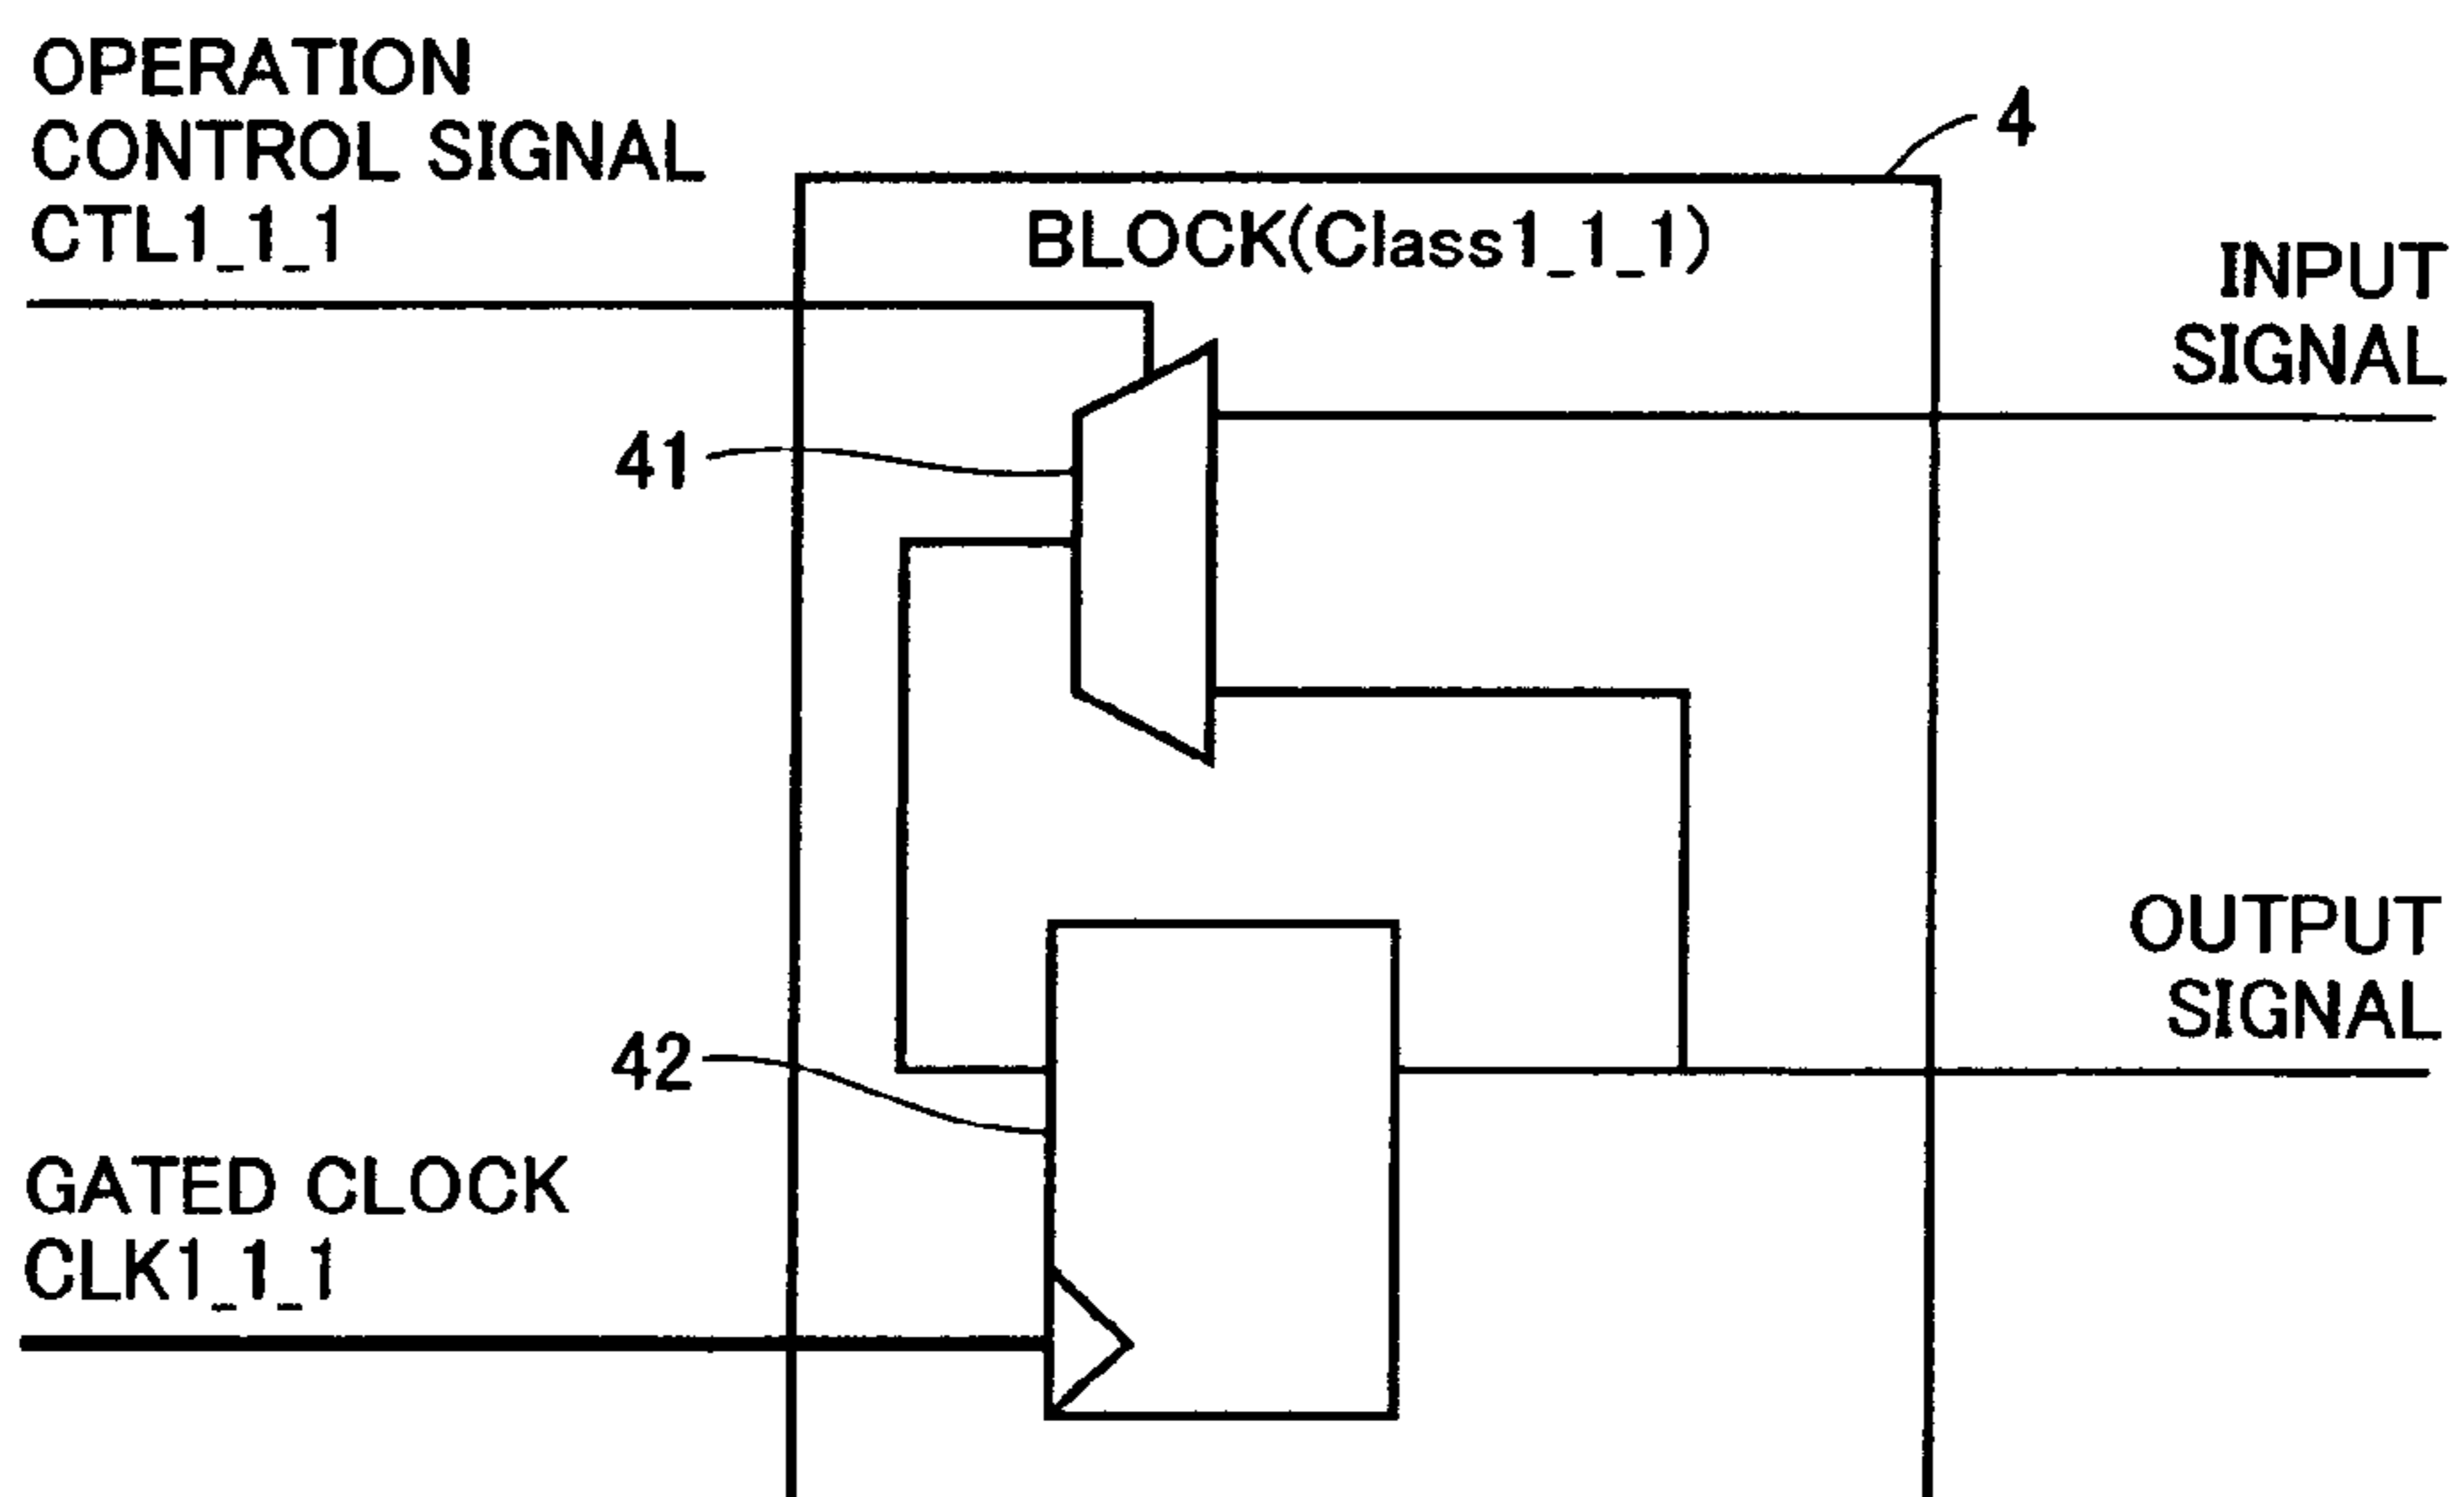 OPERATION
CONTROL SIGNAL
CTL1_1_1
4
BLOCK(Class1_1_1)
INPUT
SIGNAL
41
OUTPUT
SIGNAL
42
GATED CLOCK
CLK1_1_1